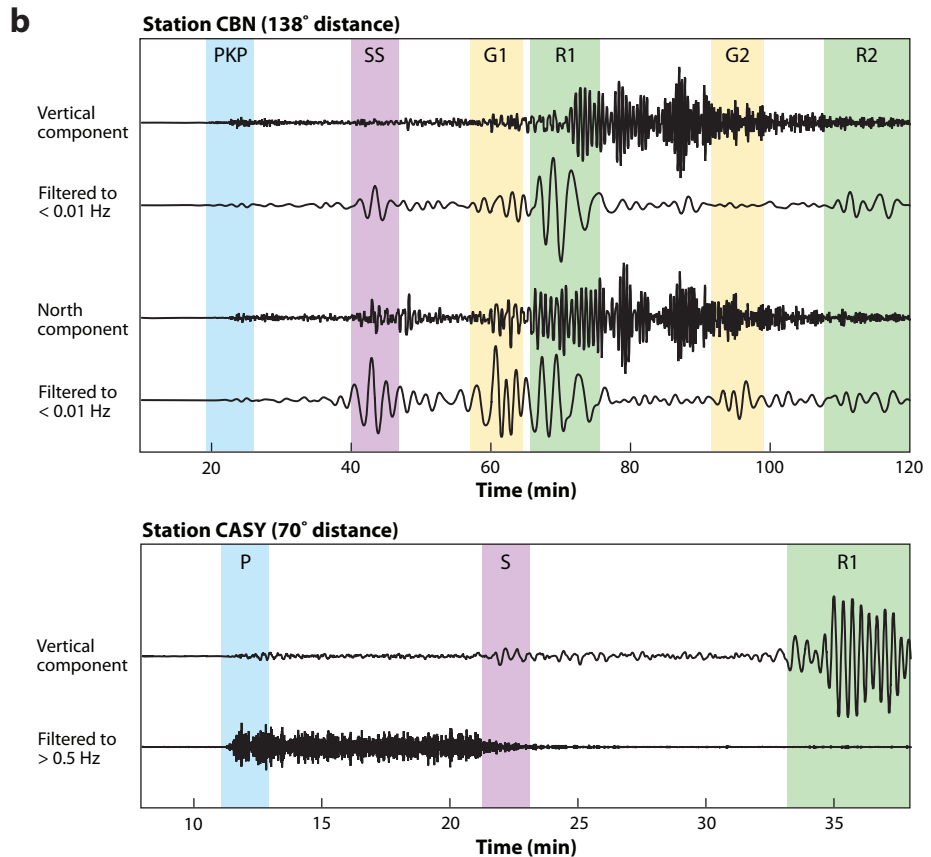 b
Station CBN (138˚ distance)
PKP SS G1 R1 G2 R2
Vertical
component
Filtered to
< 0.01 Hz
North
component
Filtered to
< 0.01 Hz
20 40 60 80 100 120
Time (min)
Station CASY (70˚ distance)
P S R1
Vertical
component
Filtered to
> 0.5 Hz
10 15 20 25 30 35
Time (min)